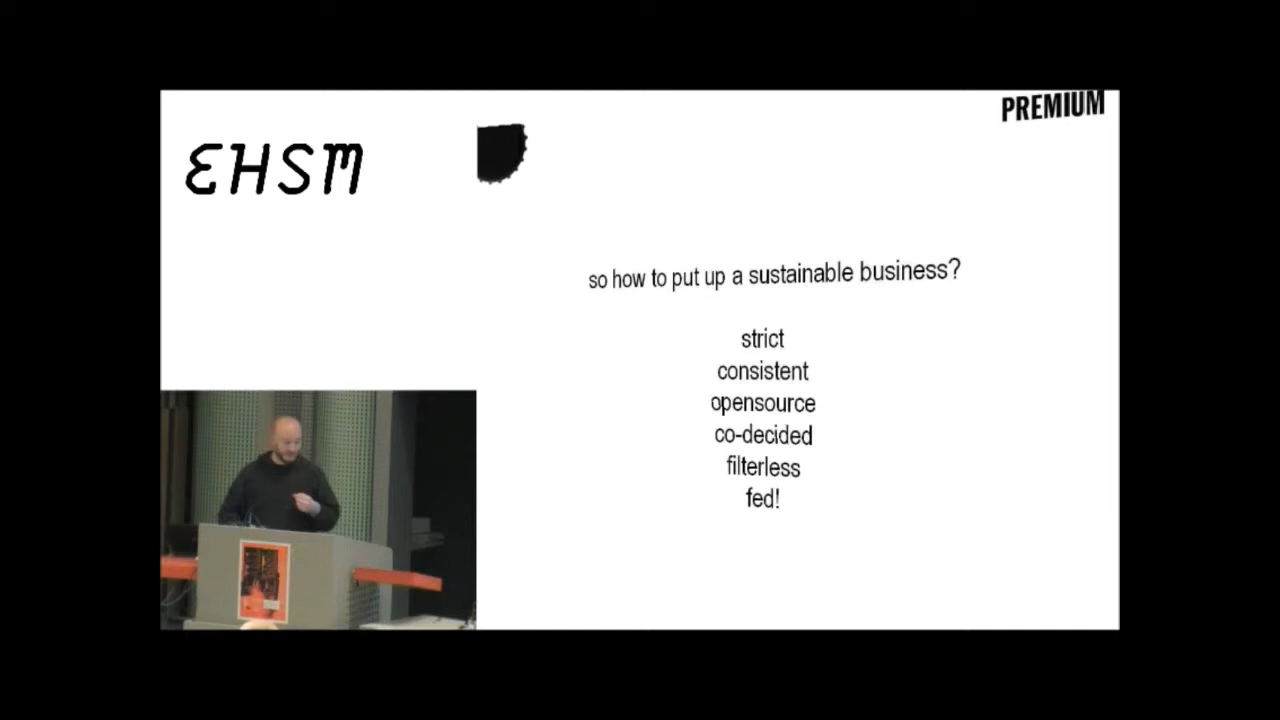 EHSM
PREMIUM
so how to put up a sustainable business?
strict
consistent
opensource
co-decided
filterless
fed!